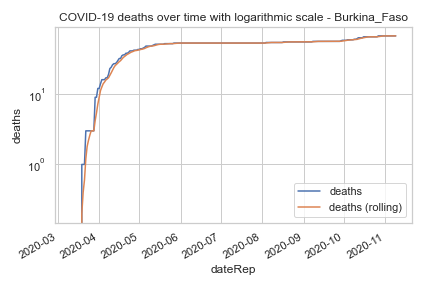 COVID-19 deaths over time with logarithmic scale - Burkina_Faso
deaths
10¹
10⁰
deaths
deaths (rolling)
2020-03
2020-04
2020-05
2020-06
2020-07
2020-08
2020-09
2020-10
2020-11
dateRep